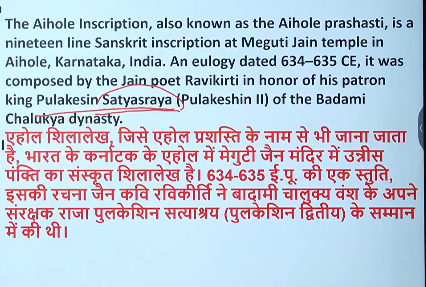 The Aihole Inscription, also known as the Aihole prashasti, is a
nineteen line Sanskrit inscription at Meguti Jain temple in
Aihole, Karnataka, India. An eulogy dated 634–635 CE, it was
composed by the Jain poet Ravikirti in honor of his patron
king Pulakesin Satyasraya (Pulakeshin II) of the Badami
Chalukya dynasty.
एहोल शिलालेख, जिसे एहोल प्रशस्ति के नाम से भी जाना जाता
है, भारत के कर्नाटक के एहोल में मेगुटी जैन मंदिर में उन्नीस
पंक्ति का संस्कृत शिलालेख है। 634-635 ई.पू. की एक स्तुति,
इसकी रचना जैन कवि रविकीर्ति ने बादामी चालुक्य वंश के अपने
संरक्षक राजा पुलकेशिन सत्याश्रय (पुलकेशिन द्वितीय) के सम्मान
में की थी।